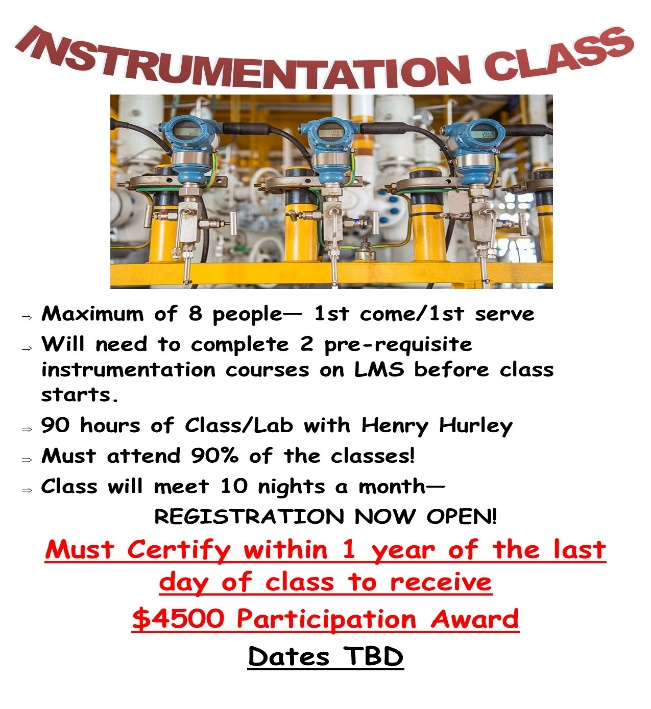 INSTRUMENTATION CLASS
⇒ Maximum of 8 people— 1st come/1st serve
⇒ Will need to complete 2 pre-requisite
instrumentation courses on LMS before class
starts.
⇒ 90 hours of Class/Lab with Henry Hurley
⇒ Must attend 90% of the classes!
⇒ Class will meet 10 nights a month—
REGISTRATION NOW OPEN!
Must Certify within 1 year of the last
day of class to receive
$4500 Participation Award
Dates TBD